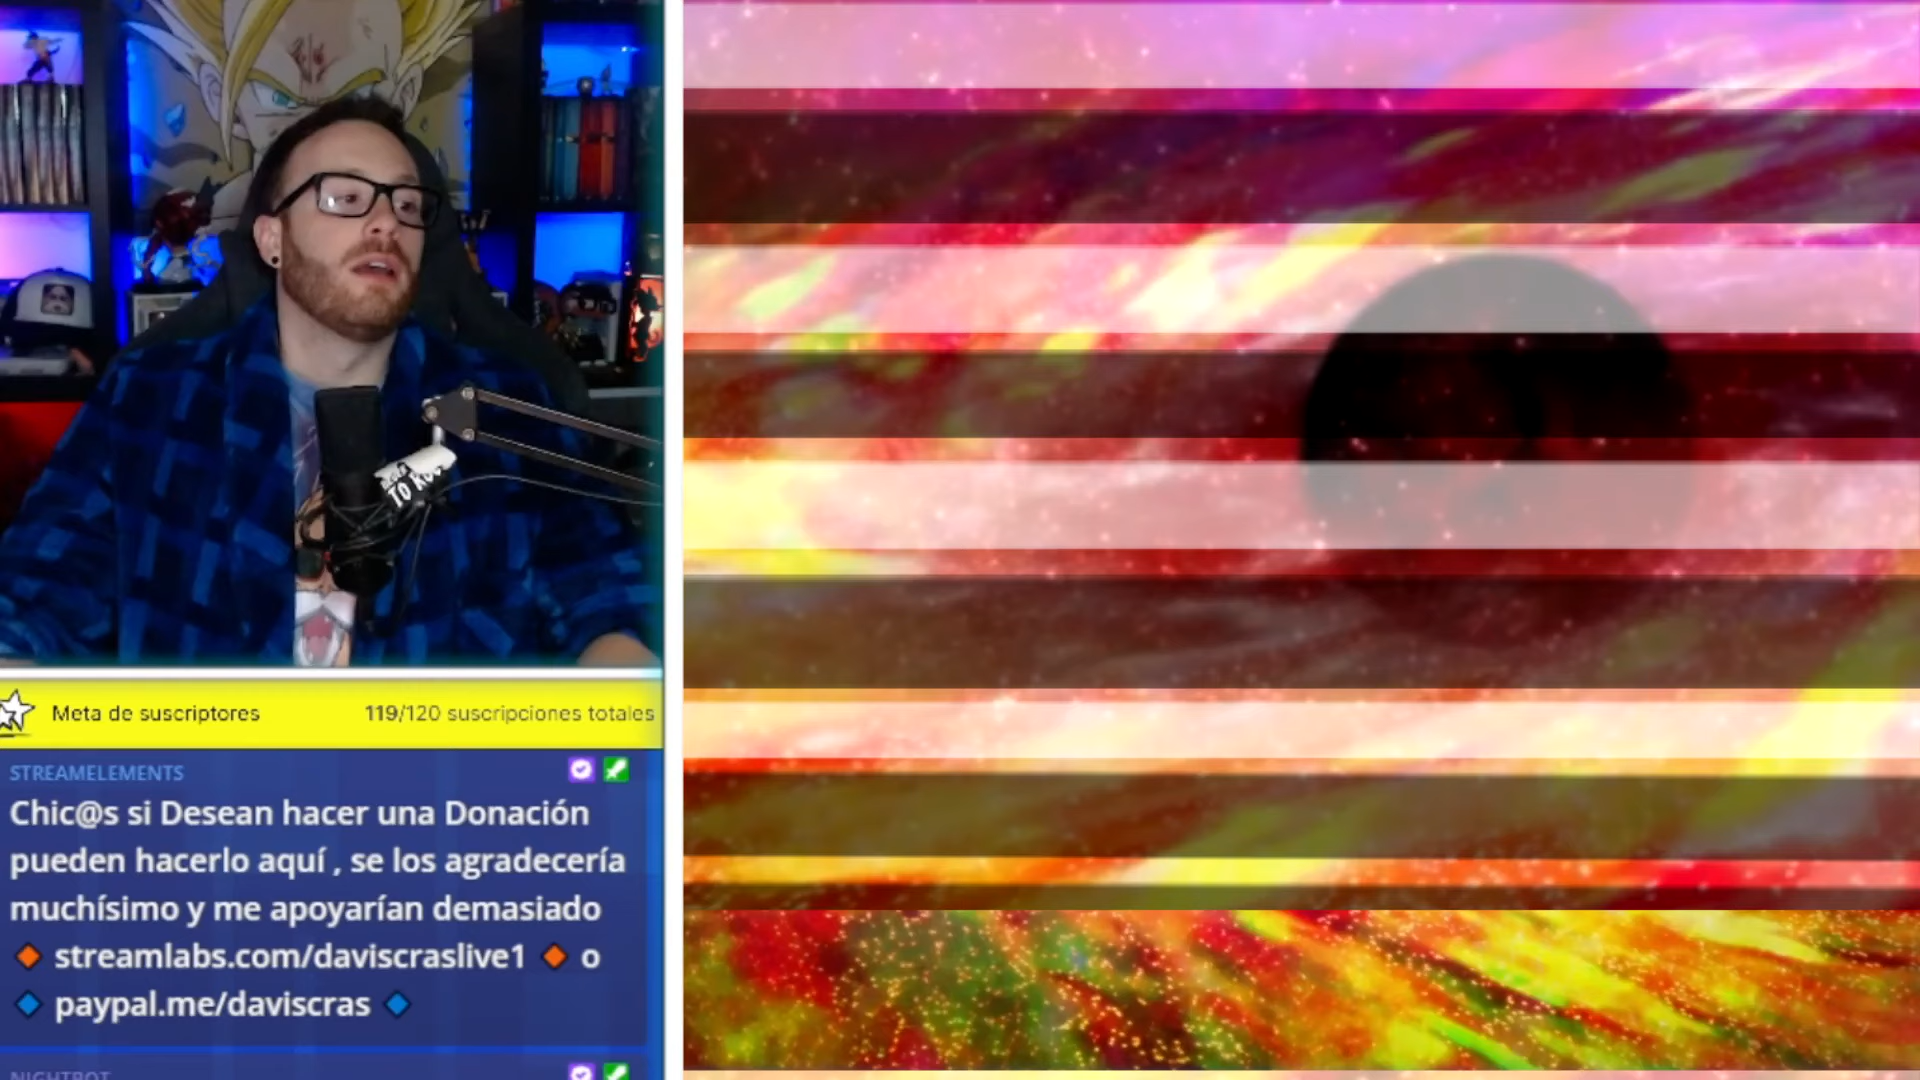 Meta de suscriptores 119/120 suscripciones totales
STREAMELEMENTS
Chic@s si Desean hacer una Donación
pueden hacerlo aquí , se los agradecería
muchísimo y me apoyarían demasiado
🔶 streamlabs.com/daviscraslive1 🔶 o
🔷 paypal.me/daviscras 🔷
NIGHTBOT